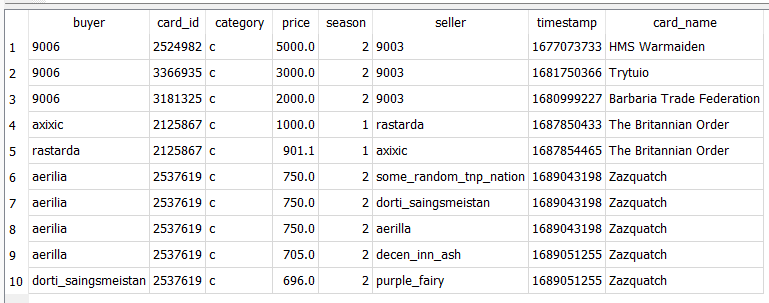 buyer card_id category price season seller timestamp card_name
1 9006 2524982 c 5000.0 2 9003 1677073733 HMS Warmaiden
2 9006 3366935 c 3000.0 2 9003 1681750366 Trytuio
3 9006 3181325 c 2000.0 2 9003 1680999227 Barbaria Trade Federation
4 axixic 2125867 c 1000.0 1 rastarda 1687850433 The Britannian Order
5 rastarda 2125867 c 901.1 1 axixic 1687854465 The Britannian Order
6 aerilia 2537619 c 750.0 2 some_random_tnp_nation 1689043198 Zazquatch
7 aerilia 2537619 c 750.0 2 dorti_saingsmeistan 1689043198 Zazquatch
8 aerilia 2537619 c 750.0 2 aerilla 1689043198 Zazquatch
9 aerilla 2537619 c 705.0 2 decen_inn_ash 1689051255 Zazquatch
10 dorti_saingsmeistan 2537619 c 696.0 2 purple_fairy 1689051255 Zazquatch